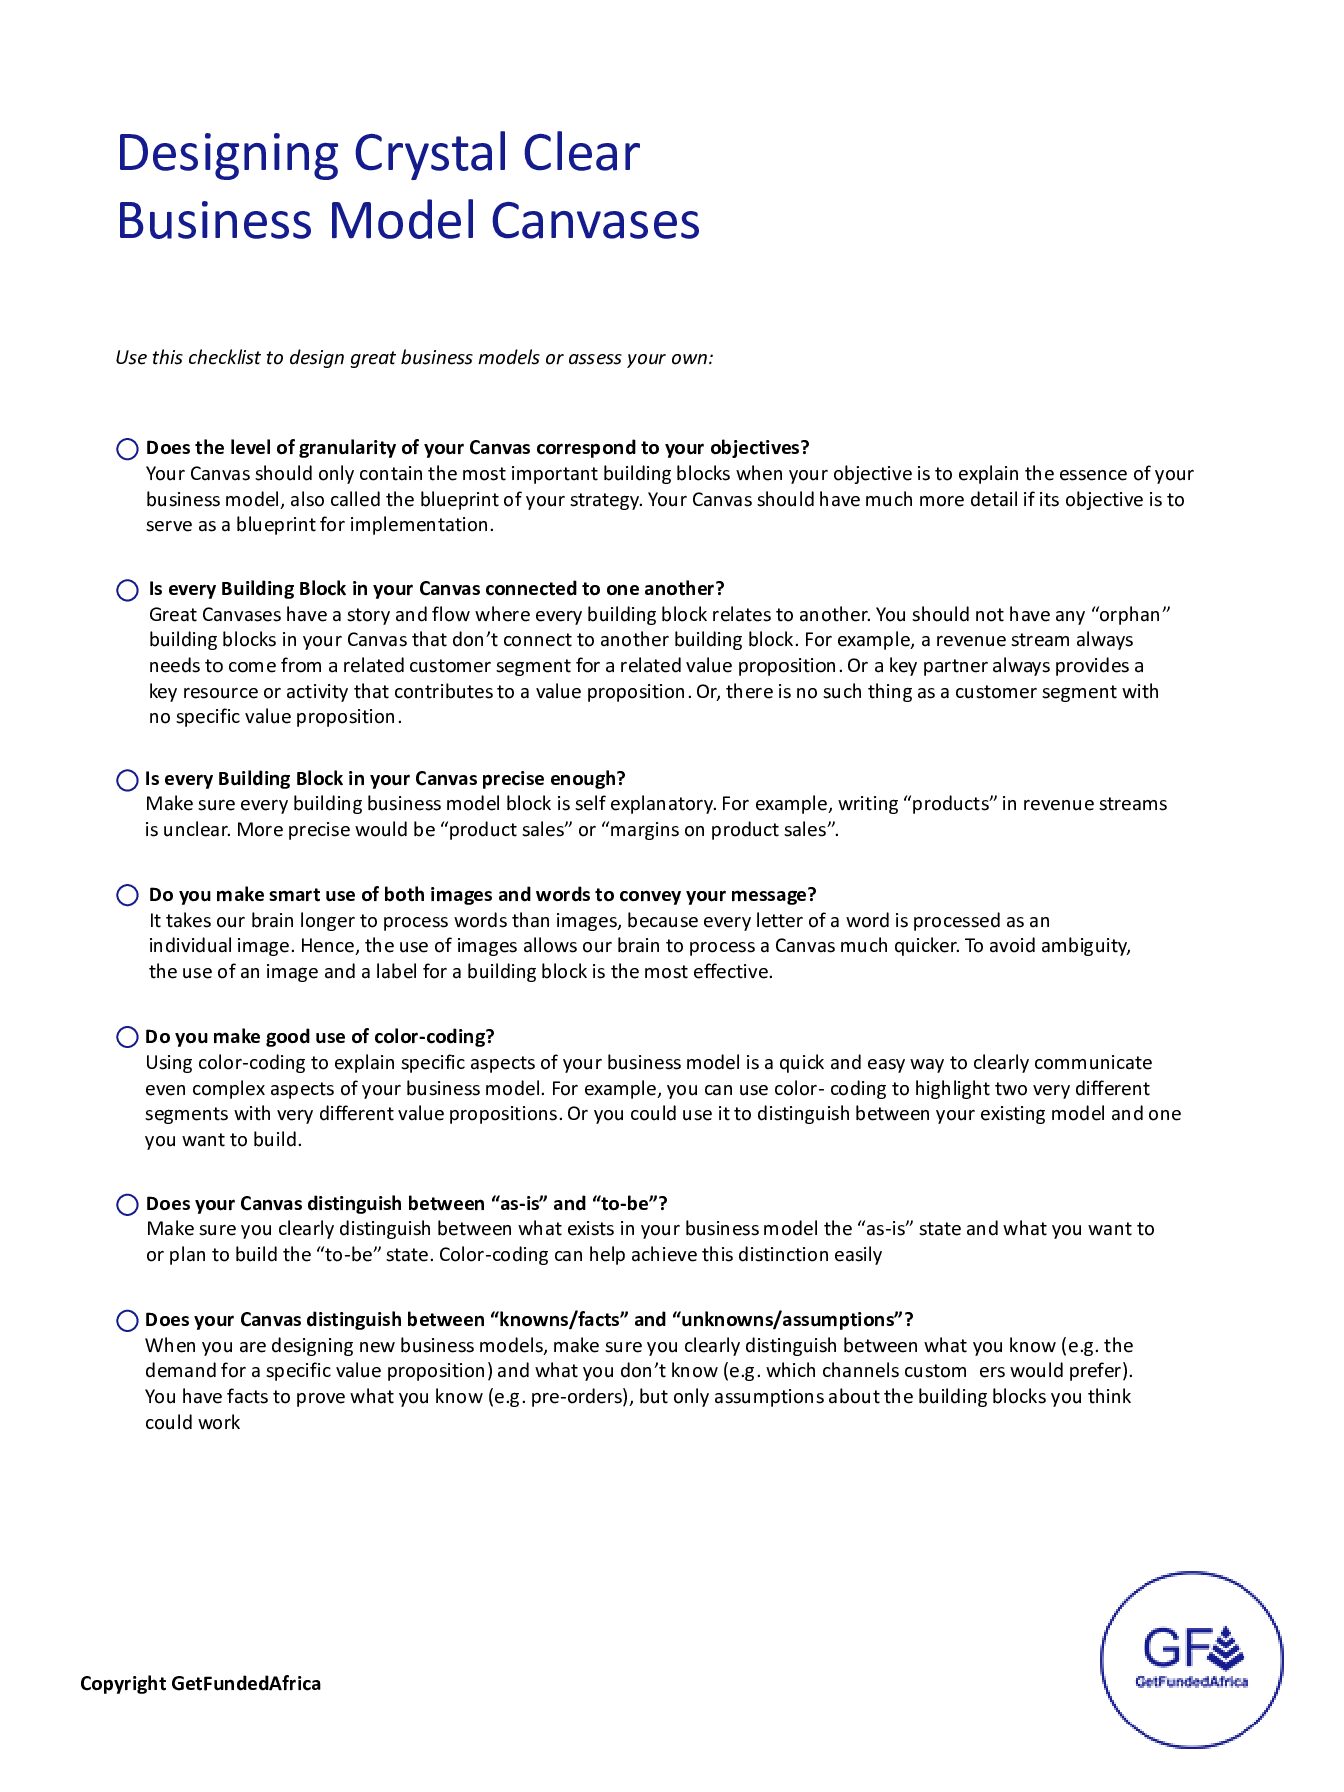 Designing Crystal Clear
Business Model Canvases
Use this checklist to design great business models or assess your own:
Does the level of granularity of your Canvas correspond to your objectives?
Your Canvas should only contain the most important building blocks when your objective is to explain the essence of your
business model, also called the blueprint of your strategy. Your Canvas should have much more detail if its objective is to
serve as a blueprint for implementation.
Is every Building Block in your Canvas connected to one another?
Great Canvases have a story and flow where every building block relates to another. You should not have any “orphan”
building blocks in your Canvas that don’t connect to another building block. For example, a revenue stream always
needs to come from a related customer segment for a related value proposition. Or a key partner always provides a
key resource or activity that contributes to a value proposition. Or, there is no such thing as a customer segment with
no specific value proposition.
Is every Building Block in your Canvas precise enough?
Make sure every building business model block is self explanatory. For example, writing “products” in revenue streams
is unclear. More precise would be “product sales” or “margins on product sales”.
Do you make smart use of both images and words to convey your message?
It takes our brain longer to process words than images, because every letter of a word is processed as an
individual image. Hence, the use of images allows our brain to process a Canvas much quicker. To avoid ambiguity,
the use of an image and a label for a building block is the most effective.
Do you make good use of color-coding?
Using color-coding to explain specific aspects of your business model is a quick and easy way to clearly communicate
even complex aspects of your business model. For example, you can use color- coding to highlight two very different
segments with very different value propositions. Or you could use it to distinguish between your existing model and one
you want to build.
Does your Canvas distinguish between “as-is” and “to-be”?
Make sure you clearly distinguish between what exists in your business model the “as-is” state and what you want to
or plan to build the “to-be” state. Color-coding can help achieve this distinction easily
Does your Canvas distinguish between “knowns/facts” and “unknowns/assumptions”?
When you are designing new business models, make sure you clearly distinguish between what you know (e.g. the
demand for a specific value proposition) and what you don’t know (e.g. which channels custom ers would prefer).
You have facts to prove what you know (e.g. pre-orders), but only assumptions about the building blocks you think
could work
GF
GetFundedAfrica
Copyright GetFundedAfrica